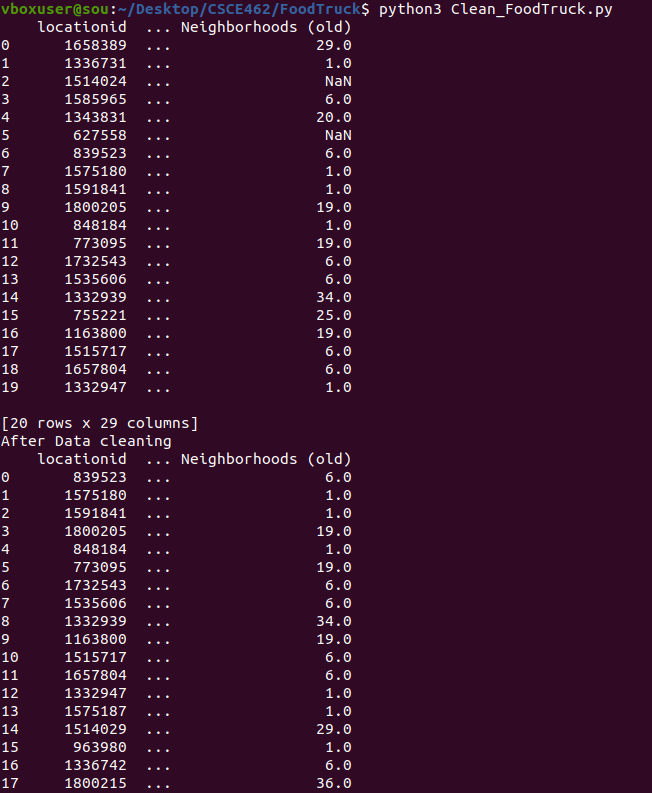 vboxuser@sou:~/Desktop/CSCE462/FoodTruck$ python3 Clean_FoodTruck.py
    locationid  ... Neighborhoods (old)
0      1658389  ...                29.0
1      1336731  ...                 1.0
2      1514024  ...                 NaN
3      1585965  ...                 6.0
4      1343831  ...                20.0
5       627558  ...                 NaN
6       839523  ...                 6.0
7      1575180  ...                 1.0
8      1591841  ...                 1.0
9      1800205  ...                19.0
10      848184  ...                 1.0
11      773095  ...                19.0
12     1732543  ...                 6.0
13     1535606  ...                 6.0
14     1332939  ...                34.0
15      755221  ...                25.0
16     1163800  ...                19.0
17     1515717  ...                 6.0
18     1657804  ...                 6.0
19     1332947  ...                 1.0
[20 rows x 29 columns]
After Data cleaning
    locationid  ... Neighborhoods (old)
0       839523  ...                 6.0
1      1575180  ...                 1.0
2      1591841  ...                 1.0
3      1800205  ...                19.0
4       848184  ...                 1.0
5       773095  ...                19.0
6      1732543  ...                 6.0
7      1535606  ...                 6.0
8      1332939  ...                34.0
9      1163800  ...                19.0
10     1515717  ...                 6.0
11     1657804  ...                 6.0
12     1332947  ...                 1.0
13     1575187  ...                 1.0
14     1514029  ...                29.0
15      963980  ...                 1.0
16     1336742  ...                 6.0
17     1800215  ...                36.0